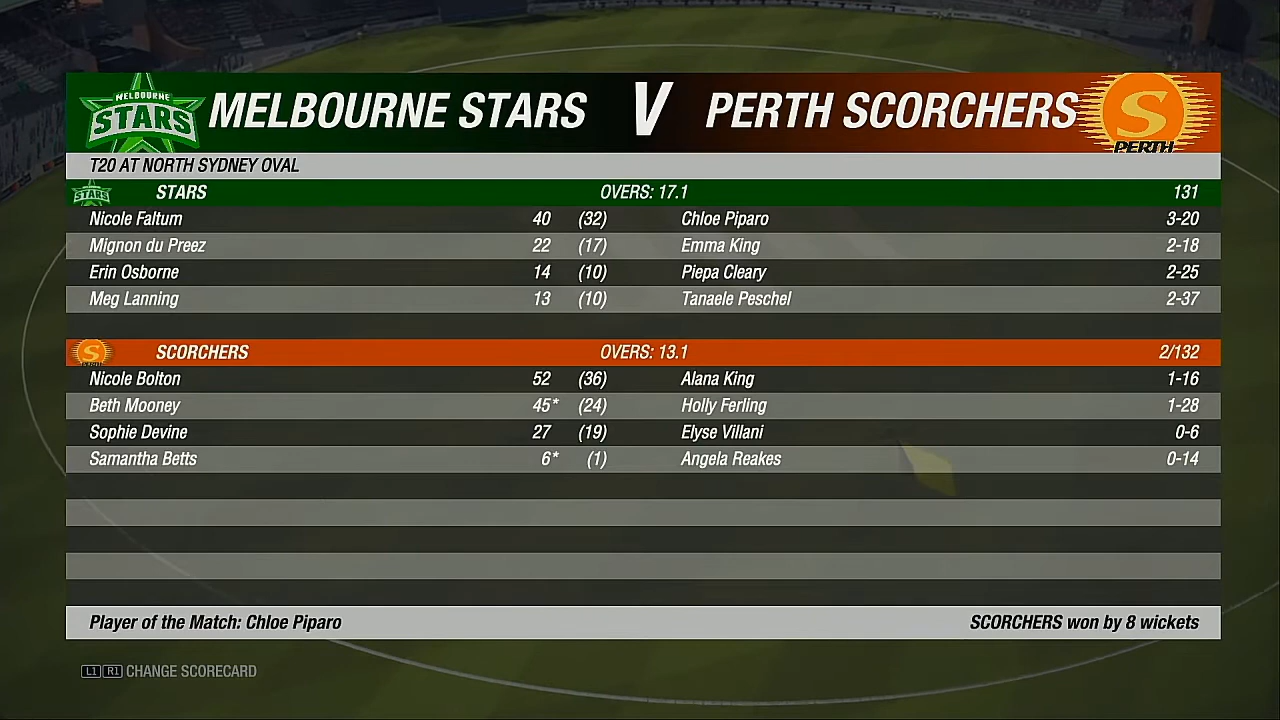 MELBOURNE STARS MELBOURNE STARS V PERTH SCORCHERS S PERTH
T20 AT NORTH SYDNEY OVAL
STARS STARS OVERS: 17.1 131
Nicole Faltum 40 (32) Chloe Piparo 3-20
Mignon du Preez 22 (17) Emma King 2-18
Erin Osborne 14 (10) Piepa Cleary 2-25
Meg Lanning 13 (10) Tanaele Peschel 2-37
S SCORCHERS OVERS: 13.1 2/132
Nicole Bolton 52 (36) Alana King 1-16
Beth Mooney 45* (24) Holly Ferling 1-28
Sophie Devine 27 (19) Elyse Villani 0-6
Samantha Betts 6* (1) Angela Reakes 0-14
Player of the Match: Chloe Piparo SCORCHERS won by 8 wickets
L1 R1 CHANGE SCORECARD